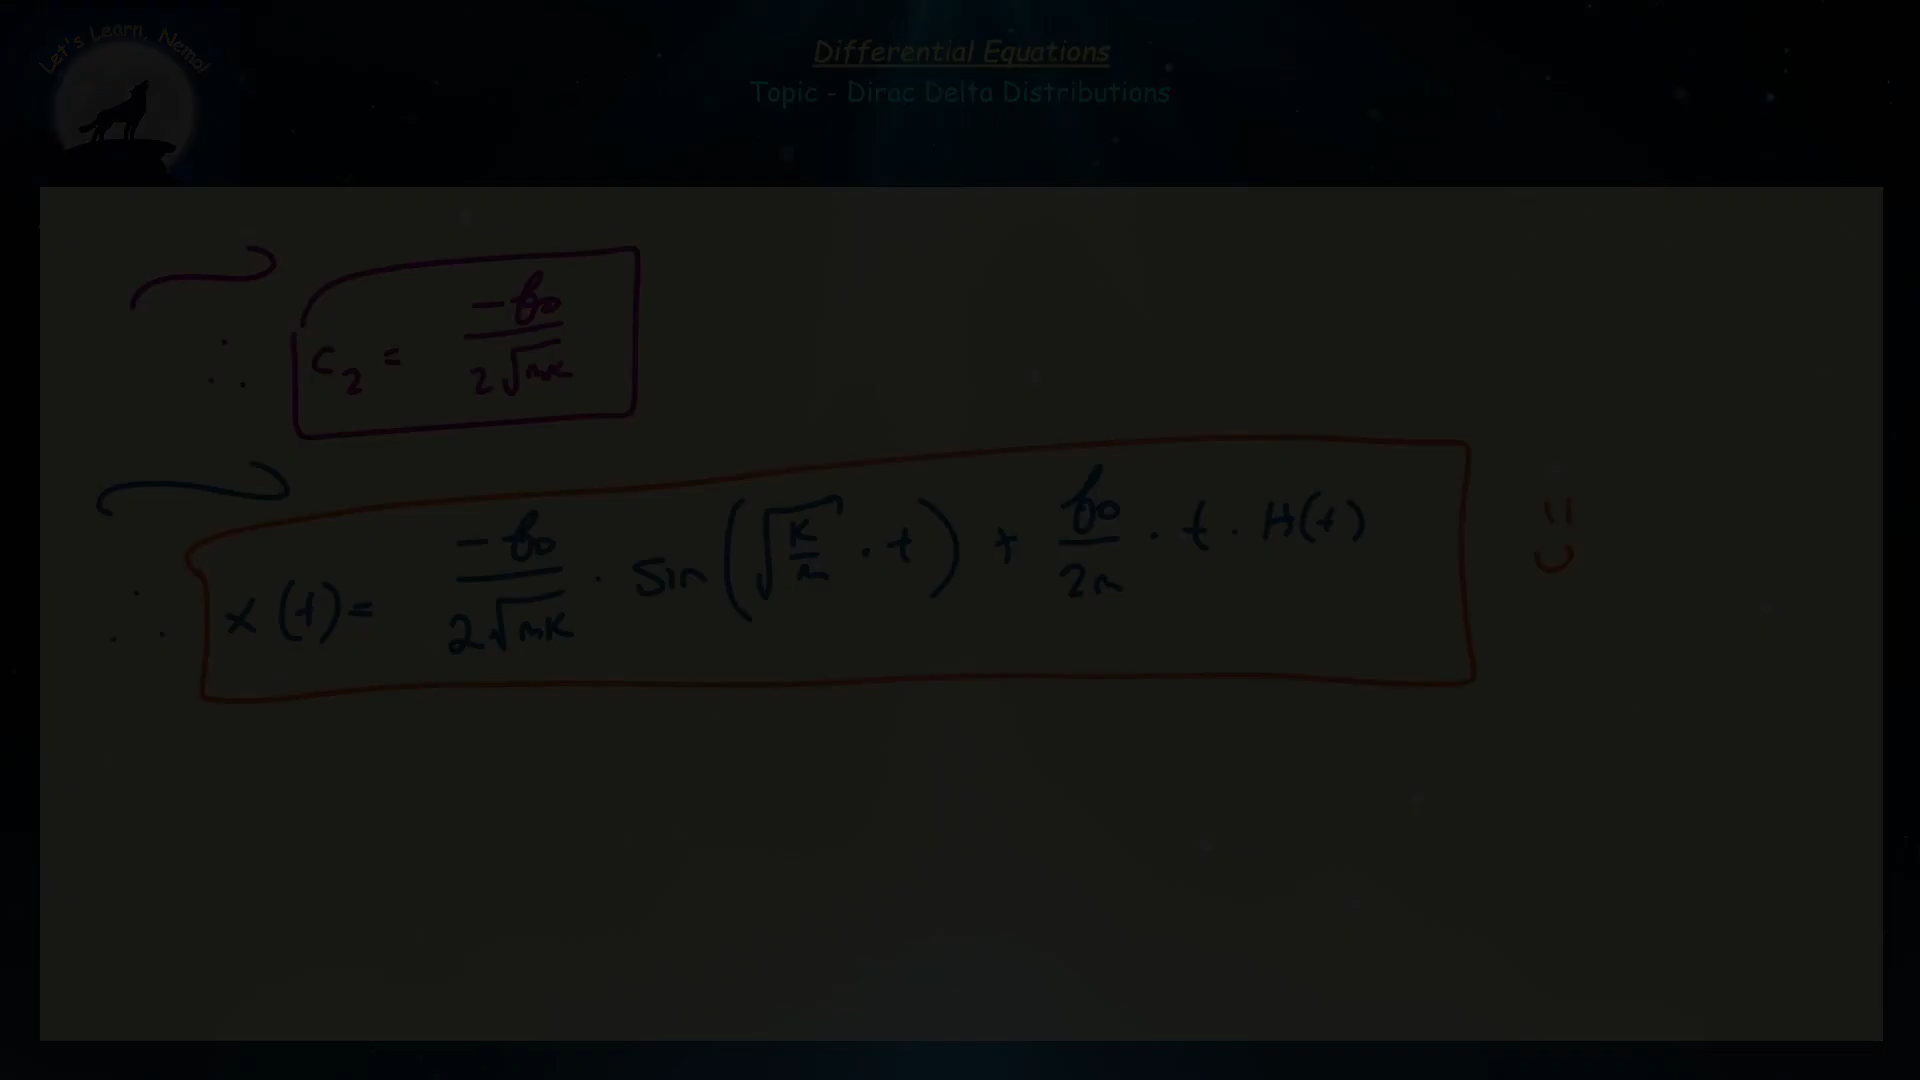 Let's Learn, Nemo!
Differential Equations
Topic - Dirac Delta Distributions
∴ c₂ = -f₀ / (2√(mk))
∴ x(t) = -f₀ / (2√(mk)) · sin(√(k/m) · t) + f₀ / (2m) · t · H(t)